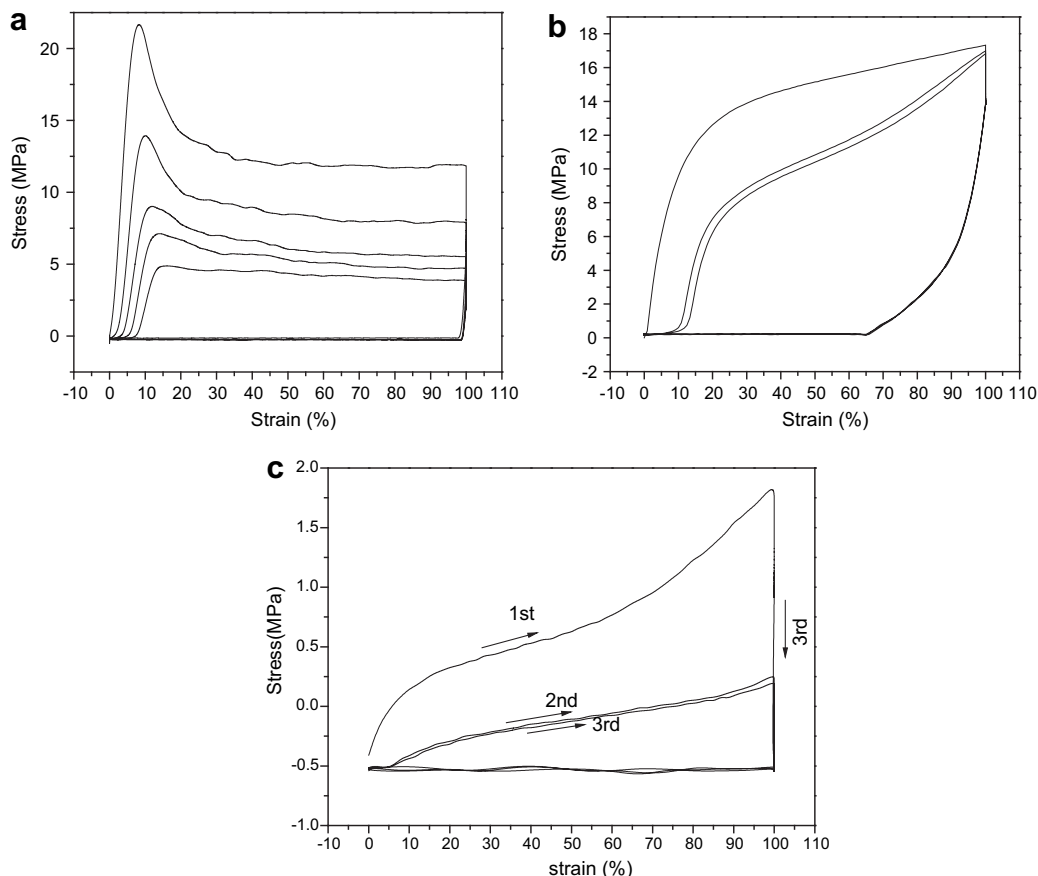 a
20
15
10
5
0
Stress (MPa)
-10 0 10 20 30 40 50 60 70 80 90 100 110
Strain (%)
b
18
16
14
12
10
8
6
4
2
0
-2
Stress (MPa)
-10 0 10 20 30 40 50 60 70 80 90 100 110
Strain (%)
c
2.0
1.5
1.0
0.5
0.0
-0.5
-1.0
Stress(MPa)
1st
2nd
3rd
3rd
-10 0 10 20 30 40 50 60 70 80 90 100 110
strain (%)